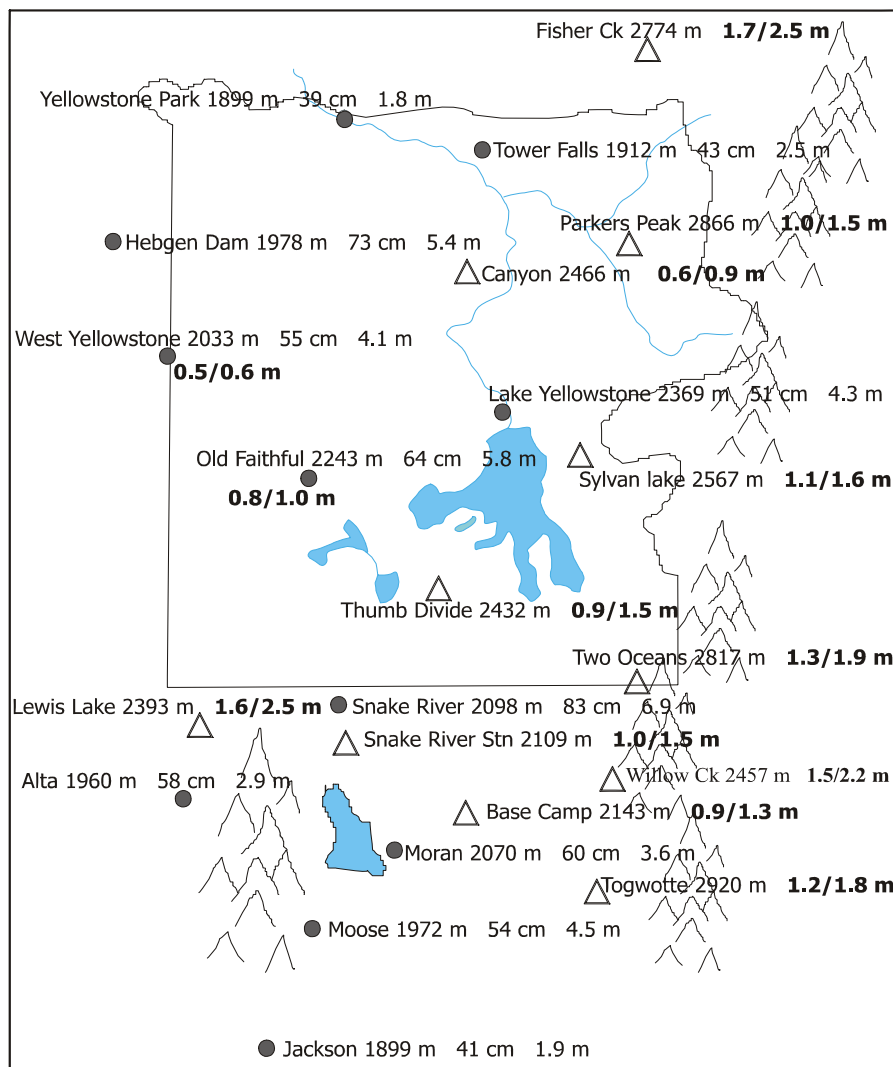 Fisher Ck 2774 m 1.7/2.5 m
Yellowstone Park 1899 m 39 cm 1.8 m
Tower Falls 1912 m 43 cm 2.5 m
Parkers Peak 2866 m 1.0/1.5 m
Hebgen Dam 1978 m 73 cm 5.4 m
Canyon 2466 m 0.6/0.9 m
West Yellowstone 2033 m 55 cm 4.1 m
0.5/0.6 m
Lake Yellowstone 2369 m 51 cm 4.3 m
Old Faithful 2243 m 64 cm 5.8 m
0.8/1.0 m
Sylvan lake 2567 m 1.1/1.6 m
Thumb Divide 2432 m 0.9/1.5 m
Two Oceans 2817 m 1.3/1.9 m
Lewis Lake 2393 m 1.6/2.5 m
Snake River 2098 m 83 cm 6.9 m
Snake River Stn 2109 m 1.0/1.5 m
Willow Ck 2457 m 1.5/2.2 m
Alta 1960 m 58 cm 2.9 m
Base Camp 2143 m 0.9/1.3 m
Moran 2070 m 60 cm 3.6 m
Togwotte 2920 m 1.2/1.8 m
Moose 1972 m 54 cm 4.5 m
Jackson 1899 m 41 cm 1.9 m